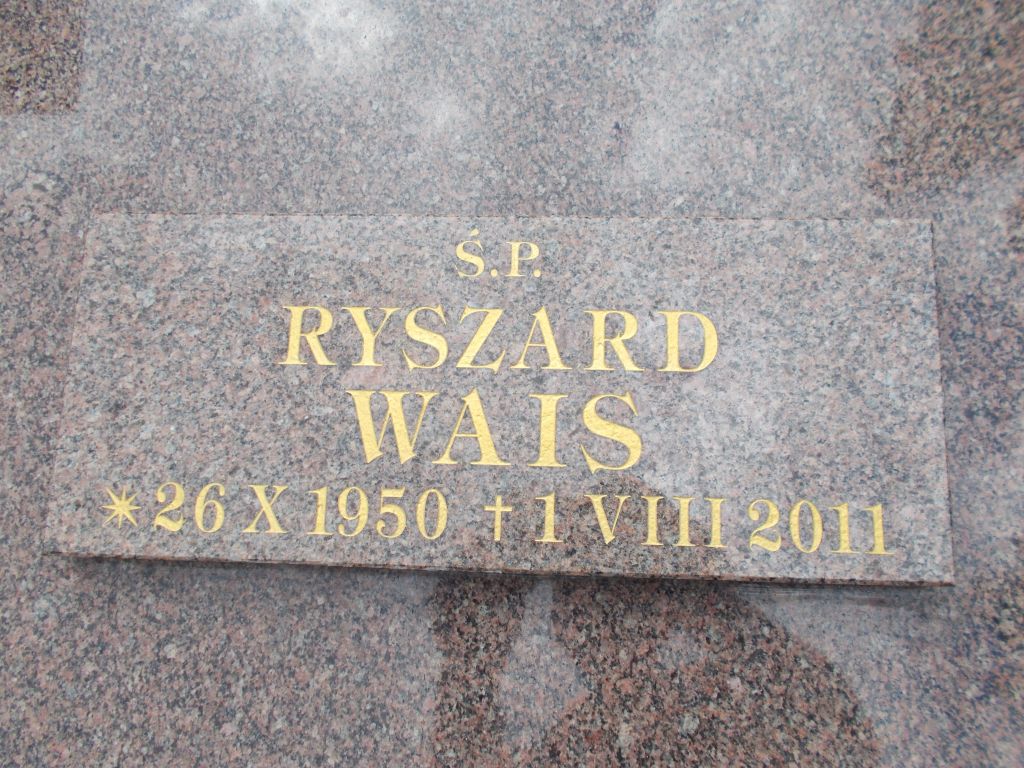 Ś.P.
RYSZARD
WAIS
✴ 26 X 1950 † 1 VIII 2011